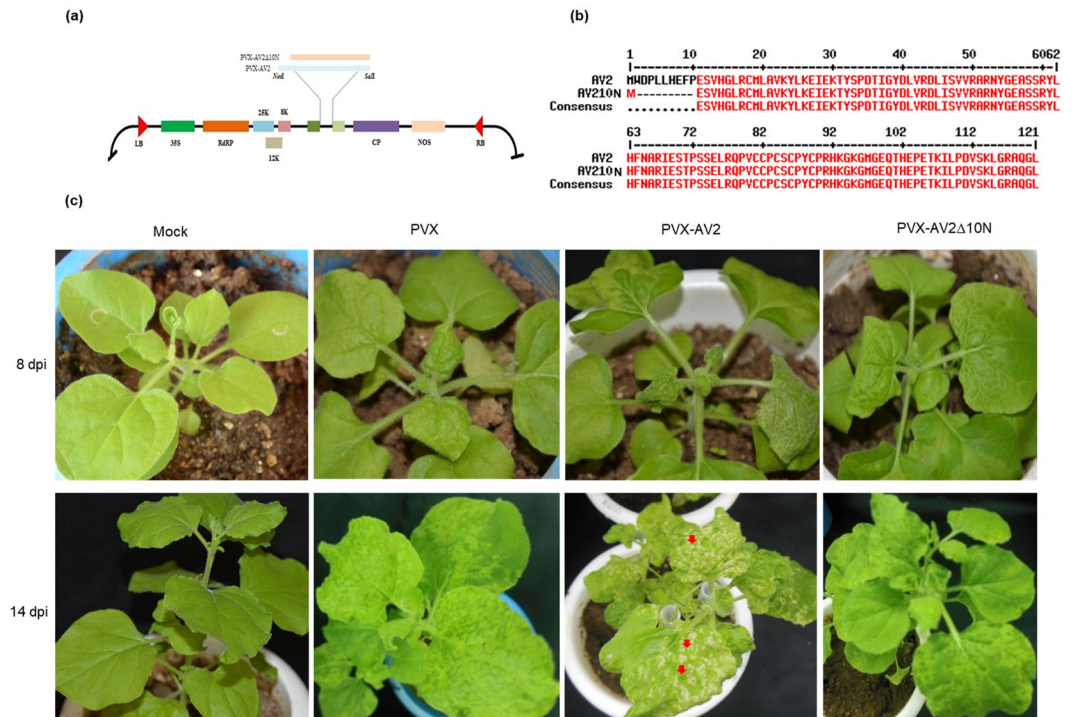 (a)
PVX-AV2Δ10N
PVX-AV2
NotI SalI
25K 8K
LB 35S RdRP 12K CP NOS RB
(b)
1 10 20 30 40 50 6062
|--------+---------+---------+---------+---------+---------+-|
AV2 MWDPLLHEFPESVHGLRCMLAVKYLKEIEKTYSPDTIGYDLVRDLISVVRARNYGEASSRYL
AV210N M---------ESVHGLRCMLAVKYLKEIEKTYSPDTIGYDLVRDLISVVRARNYGEASSRYL
Consensus ..........ESVHGLRCMLAVKYLKEIEKTYSPDTIGYDLVRDLISVVRARNYGEASSRYL
63 72 82 92 102 112 121
|--------+---------+---------+---------+---------+--------|
AV2 HFNARIESTPSSELRQPVCCPCSCPYCPRHKGKGMGEQTHEPETKILPDVSKLGRAQGL
AV210N HFNARIESTPSSELRQPVCCPCSCPYCPRHKGKGMGEQTHEPETKILPDVSKLGRAQGL
Consensus HFNARIESTPSSELRQPVCCPCSCPYCPRHKGKGMGEQTHEPETKILPDVSKLGRAQGL
(c)
Mock PVX PVX-AV2 PVX-AV2Δ10N
8 dpi
14 dpi